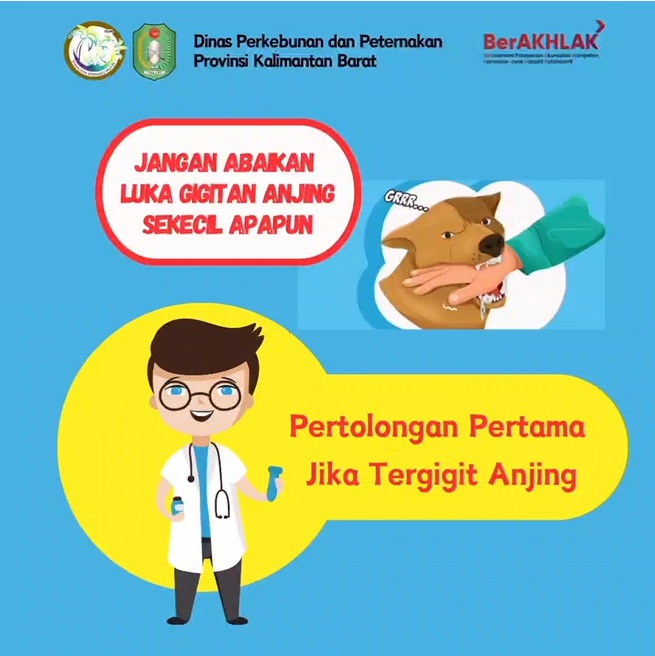 Dinas Perkebunan dan Peternakan
Provinsi Kalimantan Barat
BerAKHLAK
JANGAN ABAIKAN
LUKA GIGITAN ANJING
SEKECIL APAPUN
GRRR...
Pertolongan Pertama
Jika Tergigit Anjing